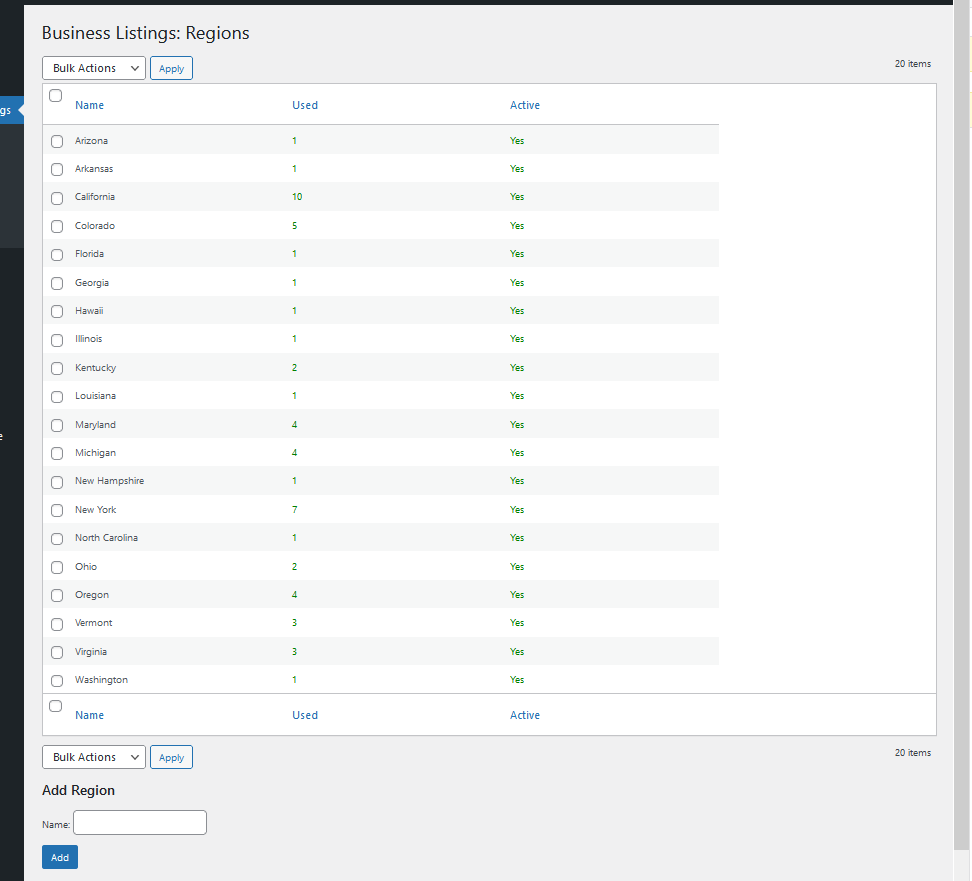 Business Listings: Regions
Bulk Actions Apply 20 items
Name Used Active
gs
Arizona 1 Yes
Arkansas 1 Yes
California 10 Yes
Colorado 5 Yes
Florida 1 Yes
Georgia 1 Yes
Hawaii 1 Yes
Illinois 1 Yes
Kentucky 2 Yes
Louisiana 1 Yes
Maryland 4 Yes
e
Michigan 4 Yes
New Hampshire 1 Yes
New York 7 Yes
North Carolina 1 Yes
Ohio 2 Yes
Oregon 4 Yes
Vermont 3 Yes
Virginia 3 Yes
Washington 1 Yes
Name Used Active
Bulk Actions Apply 20 items
Add Region
Name:
Add